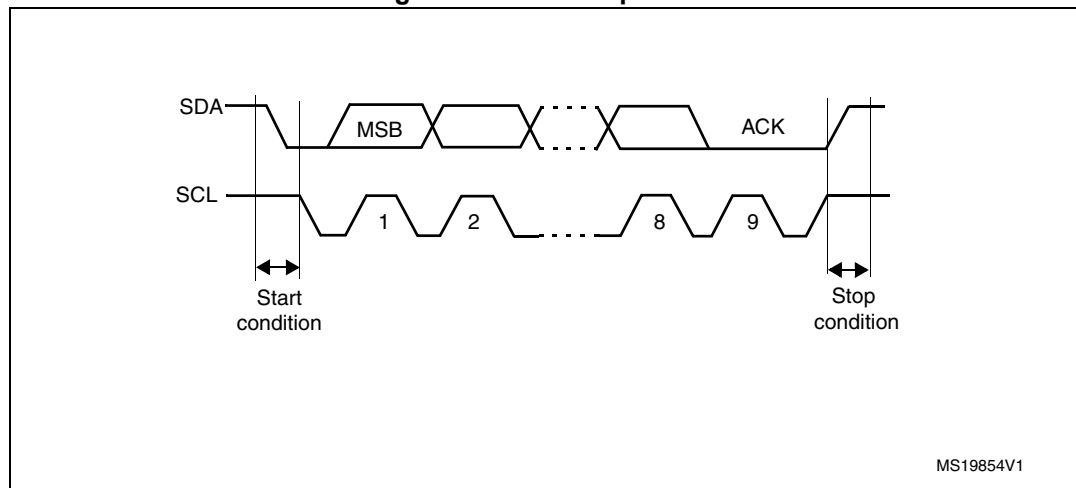 SDA
MSB
ACK
SCL
1
2
8
9
Start
condition
Stop
condition
MS19854V1